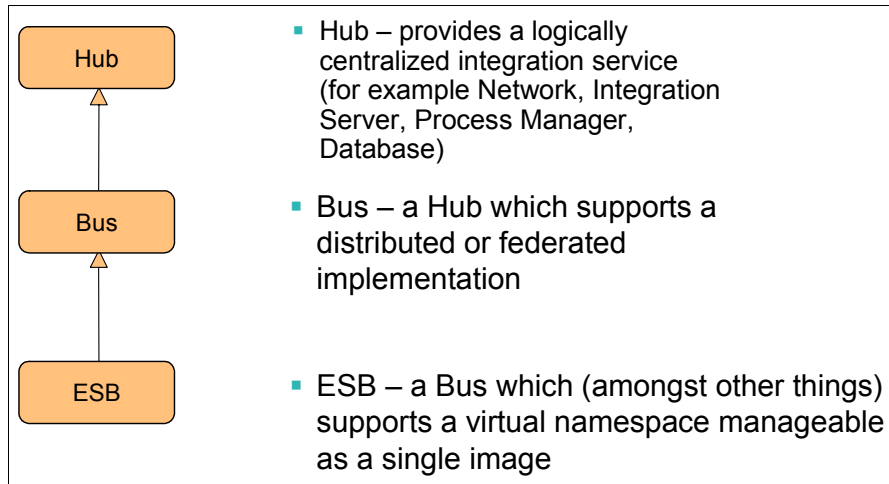 Hub
▪ Hub – provides a logically
centralized integration service
(for example Network, Integration
Server, Process Manager,
Database)
Bus
▪ Bus – a Hub which supports a
distributed or federated
implementation
ESB
▪ ESB – a Bus which (amongst other things)
supports a virtual namespace manageable
as a single image